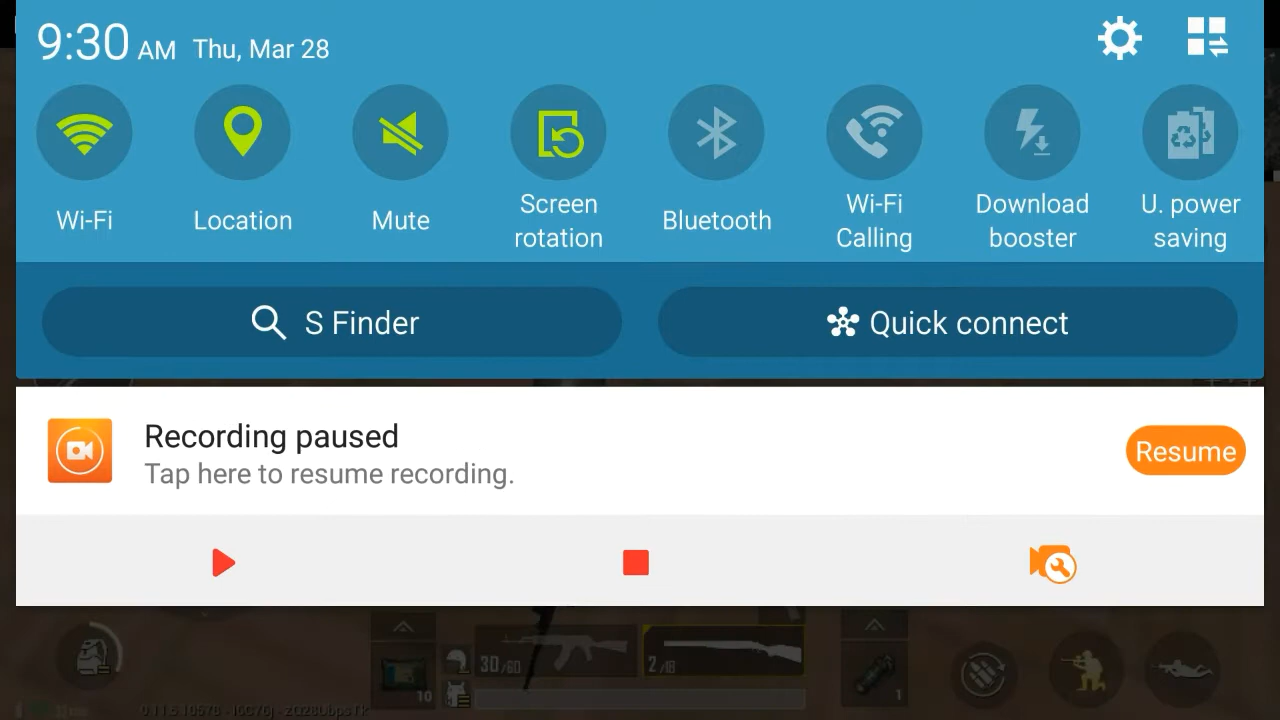 9:30 AM Thu, Mar 28
Wi-Fi
Location
Mute
Screen
rotation
Bluetooth
Wi-Fi
Calling
Download
booster
U. power
saving
S Finder
Quick connect
Recording paused
Tap here to resume recording.
Resume
30/60
2/18
10
1